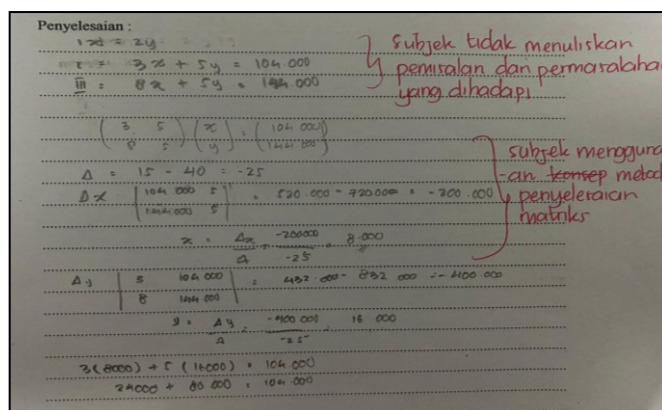 Penyelesaian :
1x = 2y
I = 3x + 5y = 104.000
III = 8x + 5y = 144.000
subjek tidak menuliskan
pemisalan dan permasalahan
yang dihadapi
( 3 5 ) ( x ) = ( 104 000 )
( 8 5 ) ( y ) ( 144 000 )
Δ = 15 - 40 = -25
Δx | 104 000 5 | = 520.000 - 720000 = -200.000
| 144.000 5 |
subjek mengguna
-an konsep metode
penyelesaian
matriks
x = Δx / Δ = -200000 / -25 = 8.000
Δy | 3 104 000 | = 432.000 - 832 000 = -400.000
| 8 144 000 |
y = Δy / Δ = -400 000 / -25 = 16 000
3(8000) + 5 (16000) = 104.000
24000 + 80 000 = 104.000